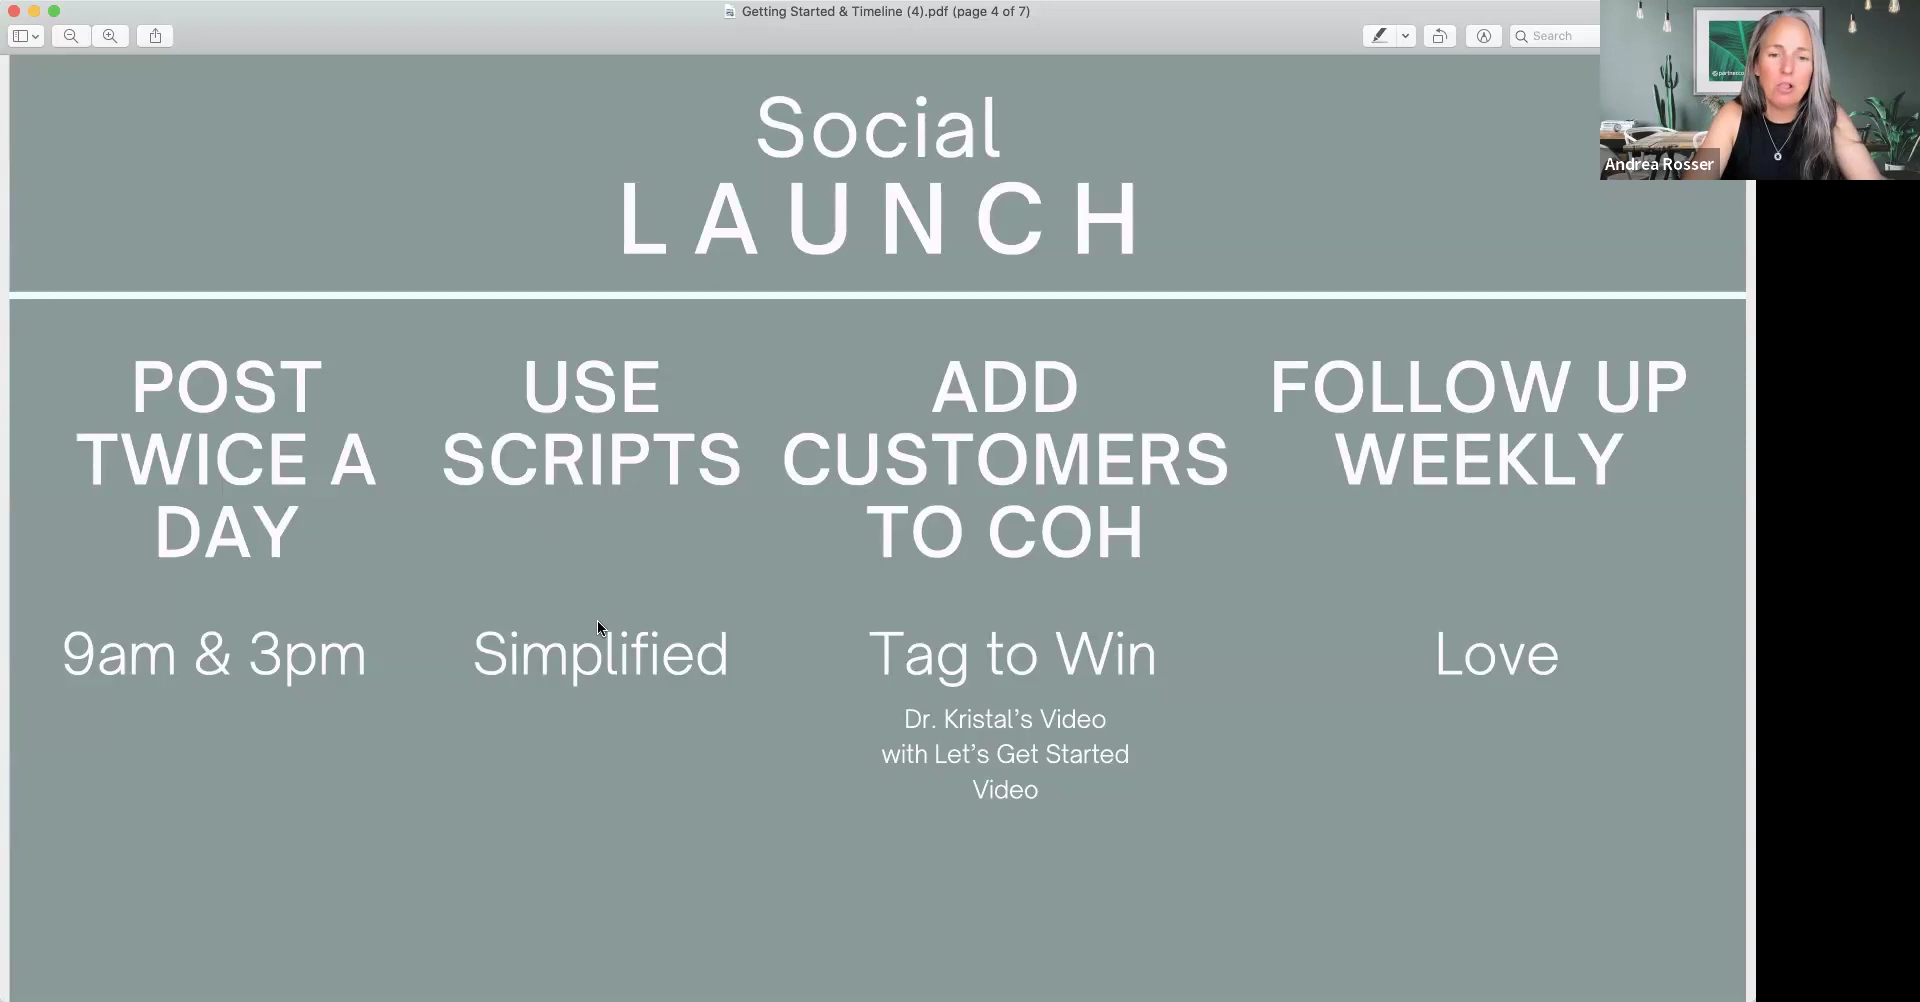 Getting Started & Timeline (4).pdf (page 4 of 7)
Search
Andrea Rosser
Social
LAUNCH
POST
TWICE A
DAY
9am & 3pm
USE
SCRIPTS
Simplified
ADD
CUSTOMERS
TO COH
Tag to Win
Dr. Kristal's Video
with Let's Get Started
Video
FOLLOW UP
WEEKLY
Love